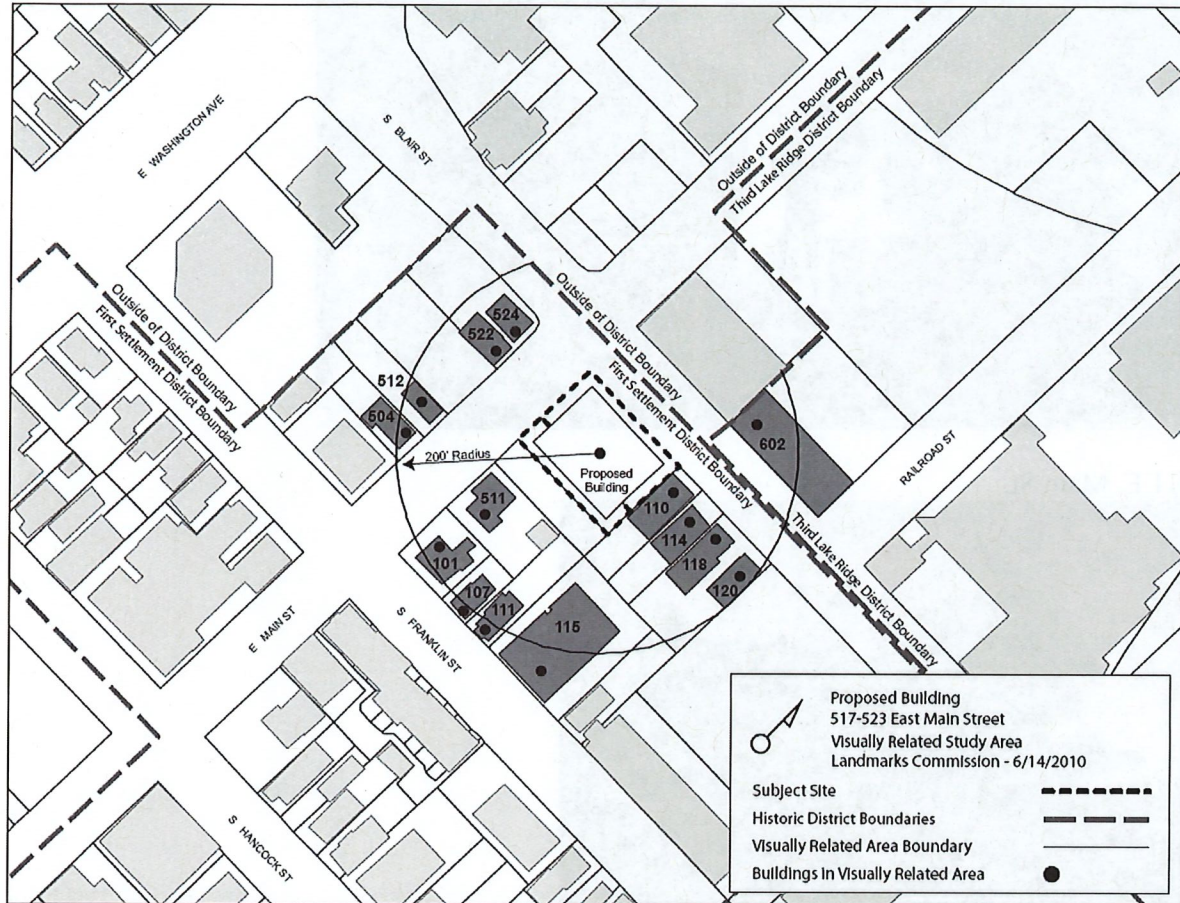 E WASHINGTON AVE
S BLAIR ST
Outside of District Boundary
Third Lake Ridge District Boundary
Outside of District Boundary
First Settlement District Boundary
524
522
512
504
Outside of District Boundary
First Settlement District Boundary
602
RAILROAD ST
200' Radius
Proposed
Building
511
110
114
118
120
101
107
111
115
Third Lake Ridge District Boundary
E MAIN ST
S FRANKLIN ST
S HANCOCK ST
Proposed Building
517-523 East Main Street
Visually Related Study Area
Landmarks Commission - 6/14/2010
Subject Site
Historic District Boundaries
Visually Related Area Boundary
Buildings in Visually Related Area